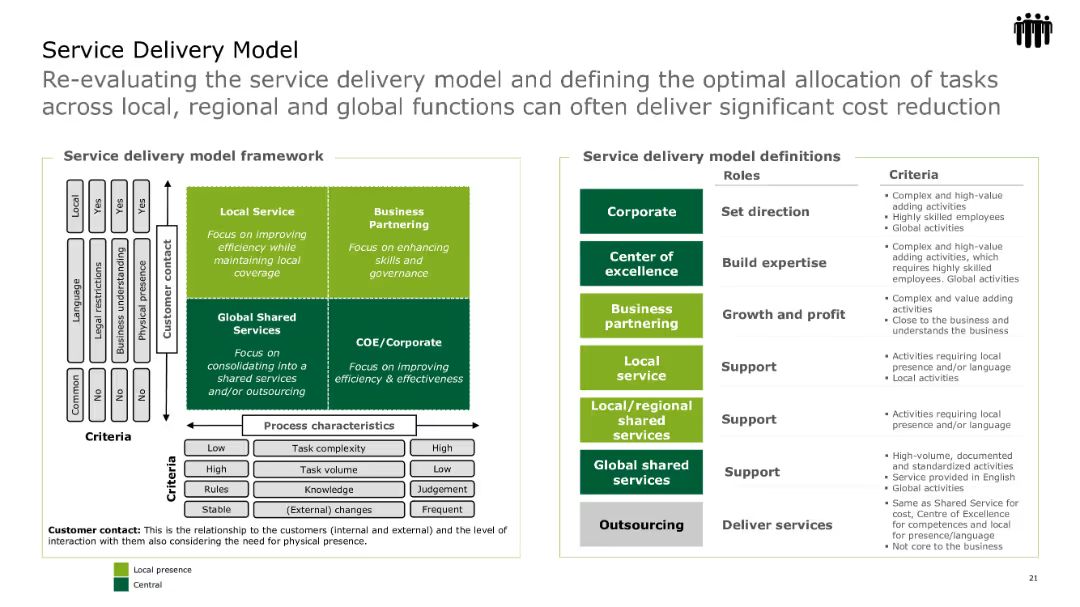 Service Delivery Model
Re-evaluating the service delivery model and defining the optimal allocation of tasks
across local, regional and global functions can often deliver significant cost reduction
Service delivery model framework
Local
Yes
Yes
Yes
Language
Legal restrictions
Business understanding
Physical presence
Common
No
No
No
Criteria
Customer contact
Local Service
Focus on improving
efficiency while
maintaining local
coverage
Business
Partnering
Focus on enhancing
skills and
governance
Global Shared
Services
Focus on
consolidating into a
shared services
and/or outsourcing
COE/Corporate
Focus on improving
efficiency & effectiveness
Process characteristics
Criteria
Low Task complexity High
High Task volume Low
Rules Knowledge Judgement
Stable (External) changes Frequent
Customer contact: This is the relationship to the customers (internal and external) and the level of
interaction with them also considering the need for physical presence.
Local presence
Central
Service delivery model definitions
Roles
Criteria
Corporate
Set direction
▪ Complex and high-value
adding activities
▪ Highly skilled employees
▪ Global activities
Center of
excellence
Build expertise
▪ Complex and high-value
adding activities, which
requires highly skilled
employees. Global activities
Business
partnering
Growth and profit
▪ Complex and value adding
activities
▪ Close to the business and
understands the business
Local
service
Support
▪ Activities requiring local
presence and/or language
▪ Local activities
Local/regional
shared
services
Support
▪ Activities requiring local
presence and/or language
Global shared
services
Support
▪ High-volume, documented
and standardized activities
▪ Service provided in English
▪ Global activities
Outsourcing
Deliver services
▪ Same as Shared Service for
cost, Centre of Excellence
for competences and local
for presence/language
▪ Not core to the business
21